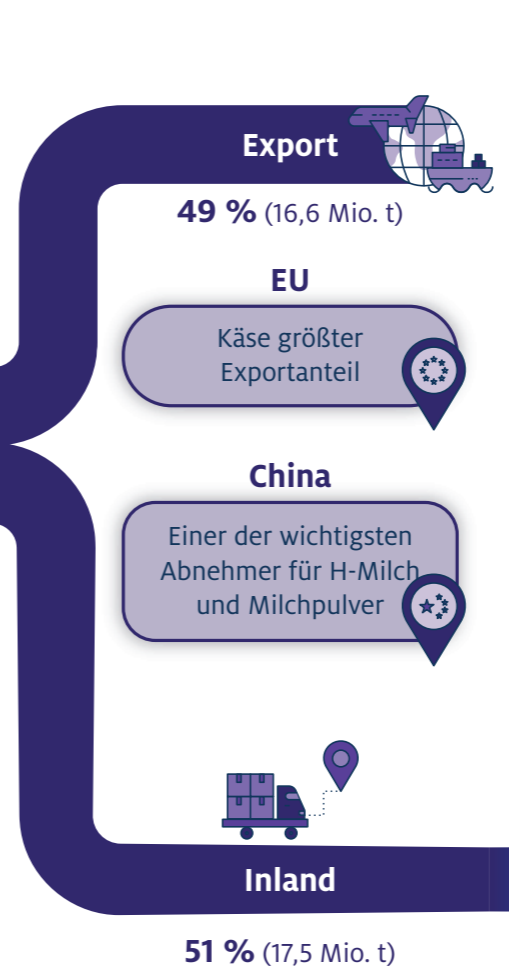 Export
49 % (16,6 Mio. t)
EU
Käse größter
Exportanteil
China
Einer der wichtigsten
Abnehmer für H-Milch
und Milchpulver
Inland
51 % (17,5 Mio. t)